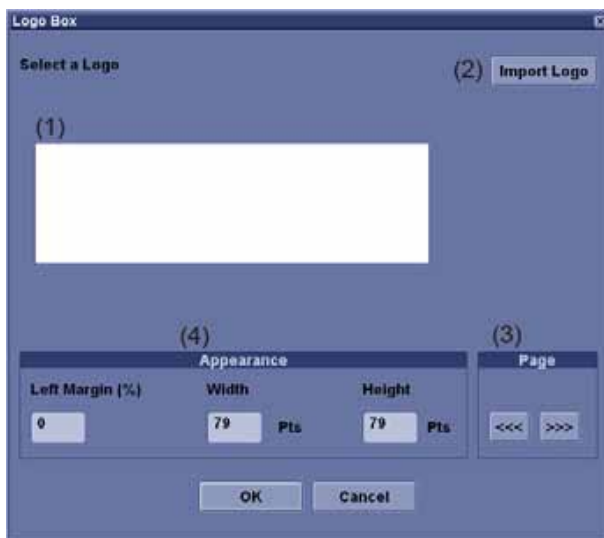 Logo Box
Select a Logo
(2) Import Logo
(1)
(4) (3)
Appearance Page
Left Margin (%) Width Height
0 79 Pts 79 Pts <<< >>>
OK Cancel